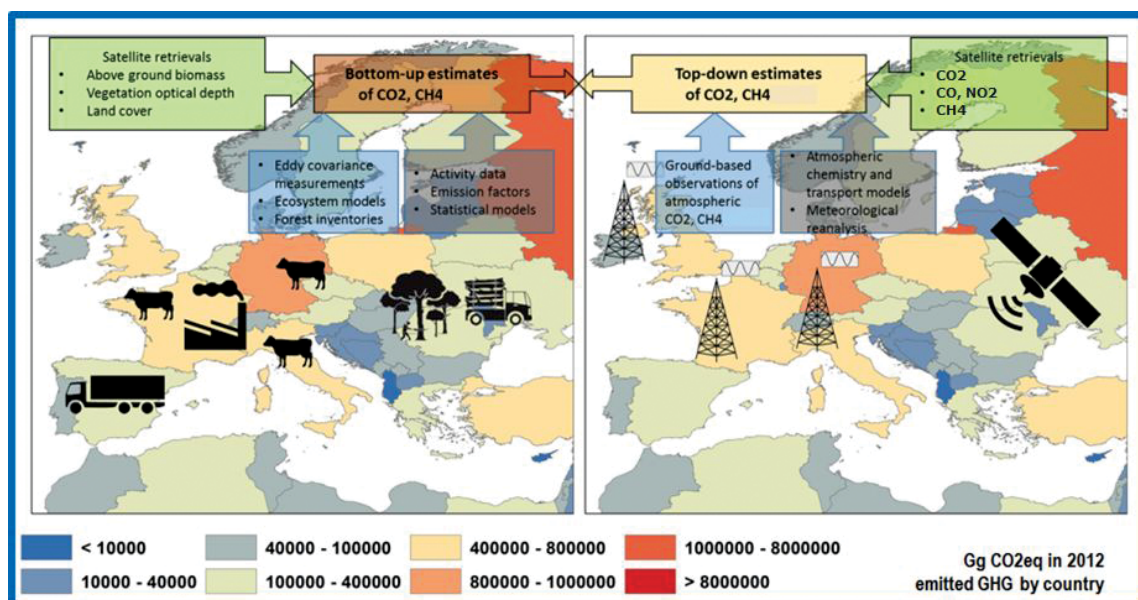 Satellite retrievals
• Above ground biomass
• Vegetation optical depth
• Land cover
Bottom-up estimates
of CO2, CH4
• Eddy covariance
measurements
• Ecosystem models
• Forest inventories
• Activity data
• Emission factors
• Statistical models
Top-down estimates
of CO2, CH4
Satellite retrievals
• CO2
• CO, NO2
• CH4
Ground-based
observations of
atmospheric
CO2, CH4
• Atmospheric
chemistry and
transport models
• Meteorological
reanalysis
< 10000
40000 - 100000
400000 - 800000
1000000 - 8000000
10000 - 40000
100000 - 400000
800000 - 1000000
> 8000000
Gg CO2eq in 2012
emitted GHG by country